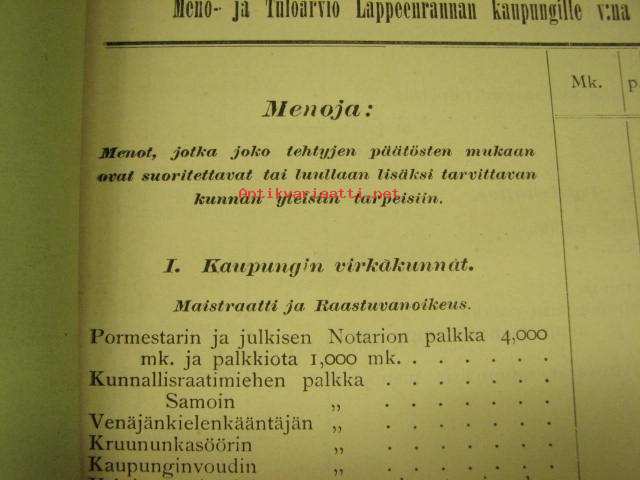 Meno- ja Tuloarvio Lappeenrannan kaupungille v:na
Mk.
p.
Menoja:
Menot, jotka joko tehtyjen päätösten mukaan
ovat suoritettavat tai luullaan lisäksi tarvittavan
Antikvariaatti.net
kunnan yleisiin tarpeisiin.
I. Kaupungin virkakunnat.
Maistraatti ja Raastuvanoikeus.
Pormestarin ja julkisen Notarion palkka 4,000
mk. ja palkkiota 1,000 mk. . . . . . .
Kunnallisraatimiehen palkka . . . . . . .
Samoin „ . . . . . . .
Venäjänkielenkääntäjän „ . . . . . . .
Kruununkasöörin „ . . . . . . .
Kaupunginvoudin „ . . . . . . .